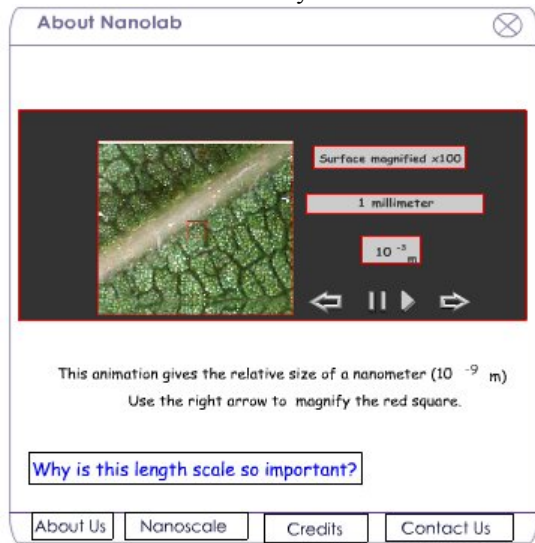 About Nanolab
Surface magnified x100
1 millimeter
10 -3 m
This animation gives the relative size of a nanometer (10 -9 m)
Use the right arrow to magnify the red square.
Why is this length scale so important?
About Us Nanoscale Credits Contact Us